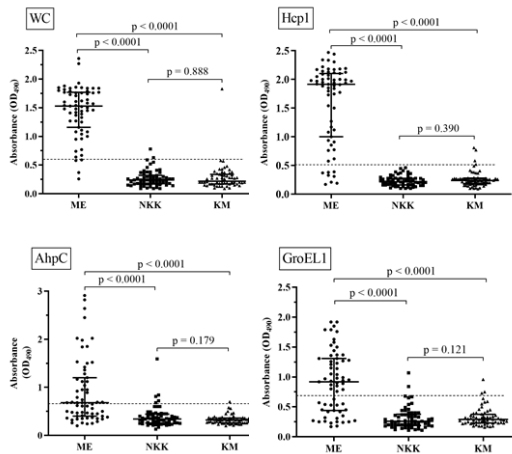 WC
p < 0.0001
p < 0.0001
p = 0.888
Absorbance (OD490)
2.5
2.0
1.5
1.0
0.5
0.0
ME NKK KM
Hcp1
p < 0.0001
p < 0.0001
p = 0.390
Absorbance (OD490)
2.5
2.0
1.5
1.0
0.5
0.0
ME NKK KM
AhpC
p < 0.0001
p < 0.0001
p = 0.179
Absorbance
(OD490)
3
2
1
0
ME NKK KM
GroEL1
p < 0.0001
p < 0.0001
p = 0.121
Absorbance (OD490)
2.5
2.0
1.5
1.0
0.5
0.0
ME NKK KM